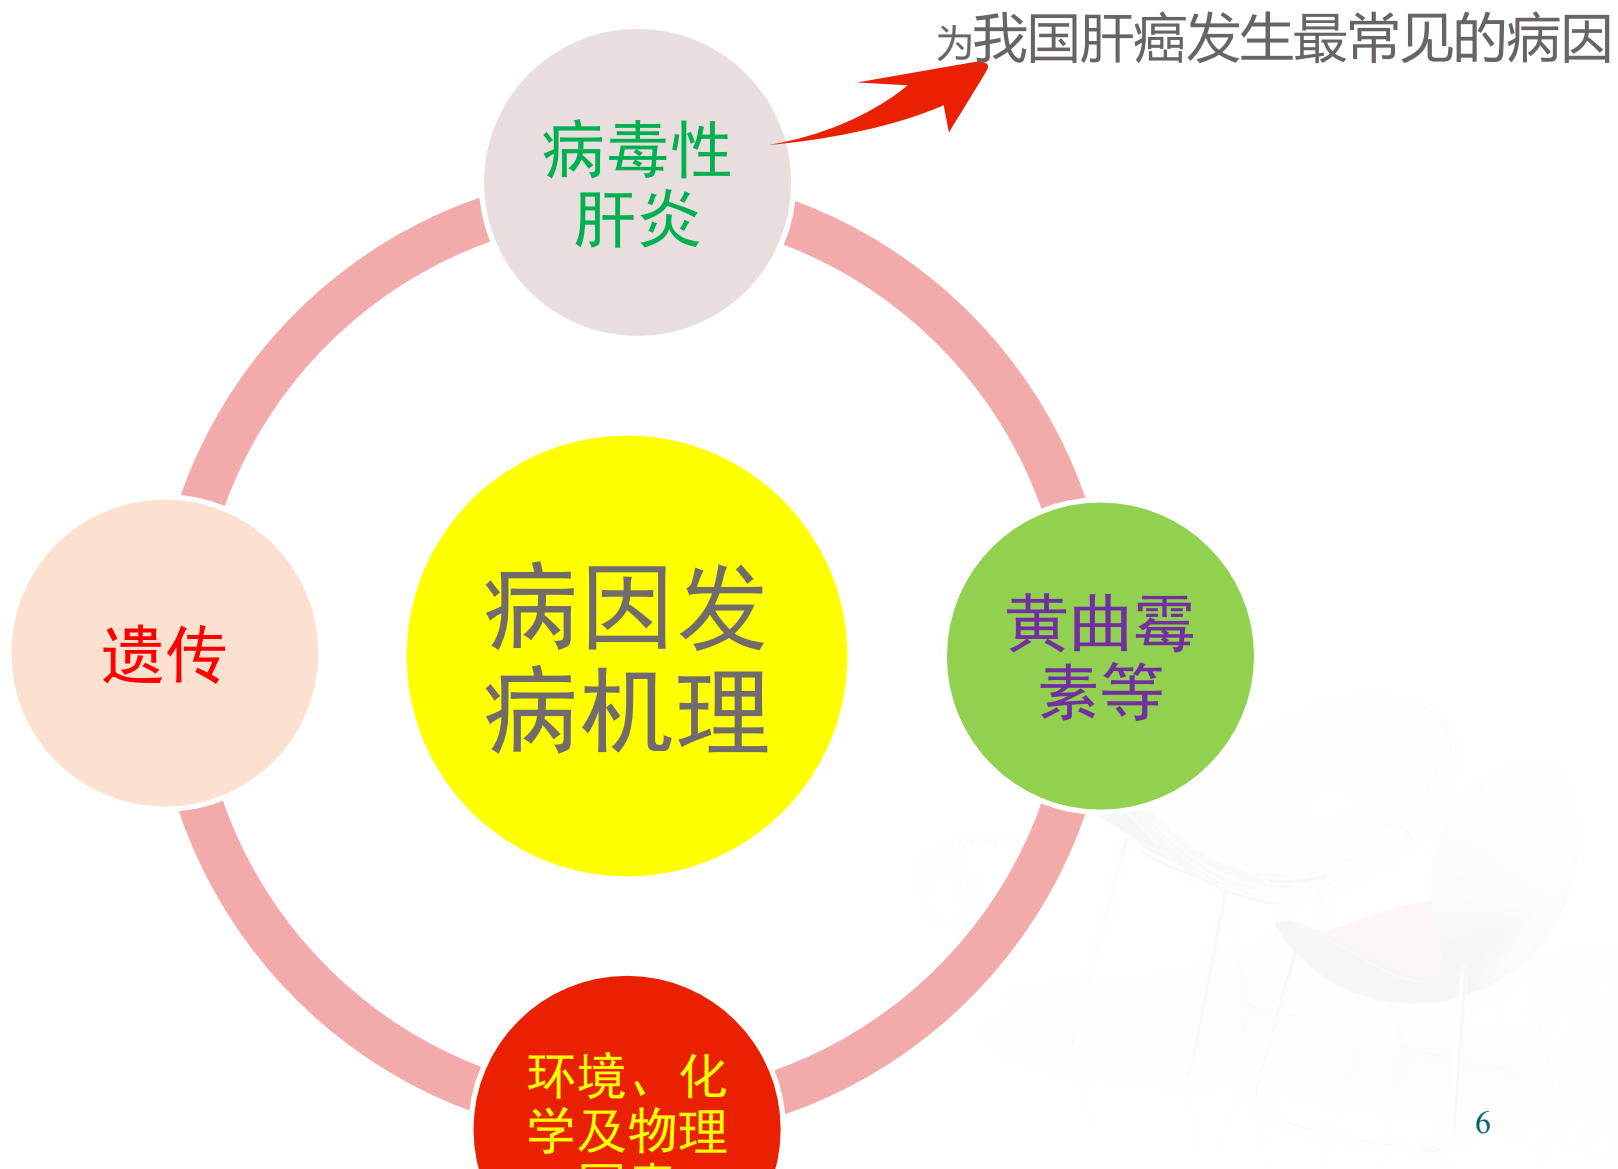 为我国肝癌发生最常见的病因
病毒性
肝炎
病因发
病机理
遗传
黄曲霉
素等
环境、化
学及物理
6